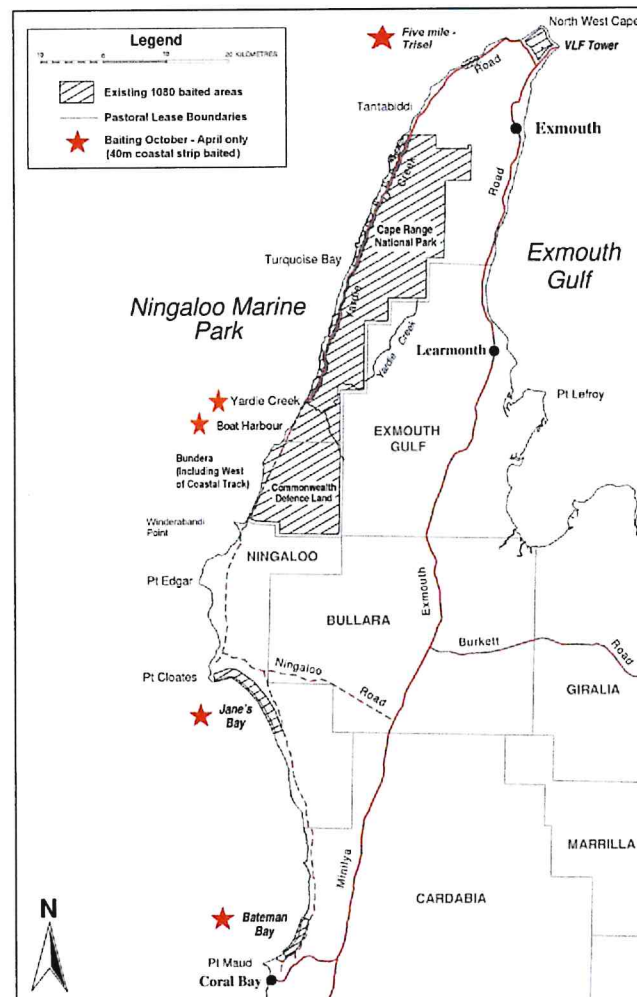 Legend
10 0 10 20 KILOMETRES
Existing 1080 baited areas
Pastoral Lease Boundaries
Baiting October - April only
(40m coastal strip baited)
North West Cape
Five mile -
Trisel
VLF Tower
Road
Tantabiddi
Exmouth
Road
Creek
Cape Range
National Park
Turquoise Bay
Exmouth
Gulf
Ningaloo Marine
Park
Yardie
Yardie Creek
Learmonth
Yardie Creek
Boat Harbour
Pt Lefroy
EXMOUTH
GULF
Bundera
(Including West
of Coastal Track)
Commonwealth
Defence Land
Winderabandi
Point
NINGALOO
Pt Edgar
Exmouth
BULLARA
Burkett
Road
Ningaloo
Road
Pt Cloates
GIRALIA
Jane's
Bay
MARRILLA
Minilya
CARDABIA
N
Bateman
Bay
Pt Maud
Coral Bay